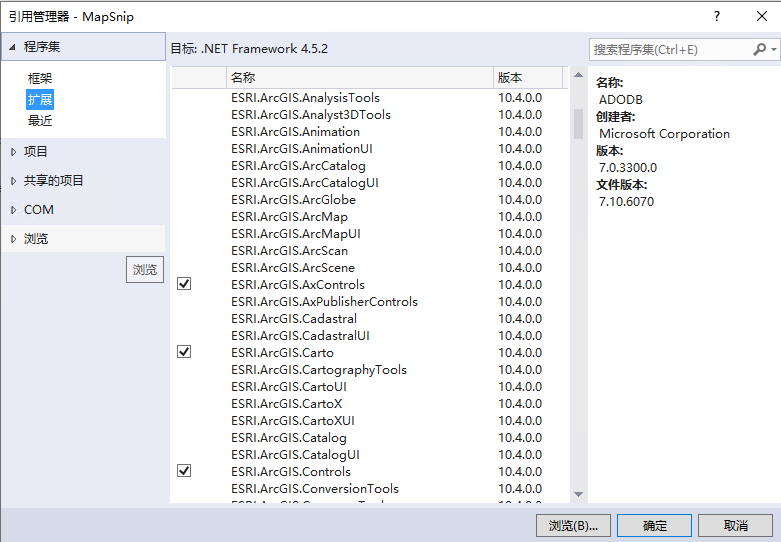 引用管理器 - MapSnip
程序集
框架
扩展
最近
项目
共享的项目
COM
浏览
浏览
目标: .NET Framework 4.5.2
名称 版本
ESRI.ArcGIS.AnalysisTools 10.4.0.0
ESRI.ArcGIS.Analyst3DTools 10.4.0.0
ESRI.ArcGIS.Animation 10.4.0.0
ESRI.ArcGIS.AnimationUI 10.4.0.0
ESRI.ArcGIS.ArcCatalog 10.4.0.0
ESRI.ArcGIS.ArcCatalogUI 10.4.0.0
ESRI.ArcGIS.ArcGlobe 10.4.0.0
ESRI.ArcGIS.ArcMap 10.4.0.0
ESRI.ArcGIS.ArcMapUI 10.4.0.0
ESRI.ArcGIS.ArcScan 10.4.0.0
ESRI.ArcGIS.ArcScene 10.4.0.0
ESRI.ArcGIS.AxControls 10.4.0.0
ESRI.ArcGIS.AxPublisherControls 10.4.0.0
ESRI.ArcGIS.Cadastral 10.4.0.0
ESRI.ArcGIS.CadastralUI 10.4.0.0
ESRI.ArcGIS.Carto 10.4.0.0
ESRI.ArcGIS.CartographyTools 10.4.0.0
ESRI.ArcGIS.CartoUI 10.4.0.0
ESRI.ArcGIS.CartoX 10.4.0.0
ESRI.ArcGIS.CartoXUI 10.4.0.0
ESRI.ArcGIS.Catalog 10.4.0.0
ESRI.ArcGIS.CatalogUI 10.4.0.0
ESRI.ArcGIS.Controls 10.4.0.0
ESRI.ArcGIS.ConversionTools 10.4.0.0
搜索程序集(Ctrl+E)
名称:
ADODB
创建者:
Microsoft Corporation
版本:
7.0.3300.0
文件版本:
7.10.6070
浏览(B)... 确定 取消